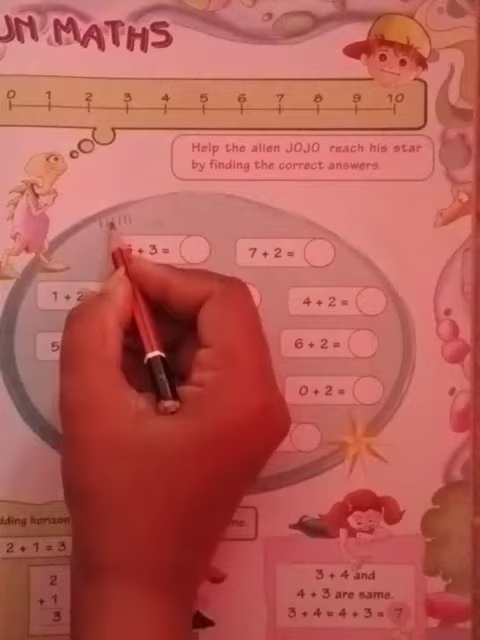 UN MATHS
0 1 2 3 4 5 6 7 8 9 10
Help the alien JOJO reach his star
by finding the correct answers.
+ 3 =
7 + 2 =
1 + 2
4 + 2 =
5
6 + 2 =
0 + 2 =
dding horizon
2 + 1 = 3
2
+ 1
3
3 + 4 and
4 + 3 are same.
3 + 4 = 4 + 3 = 7